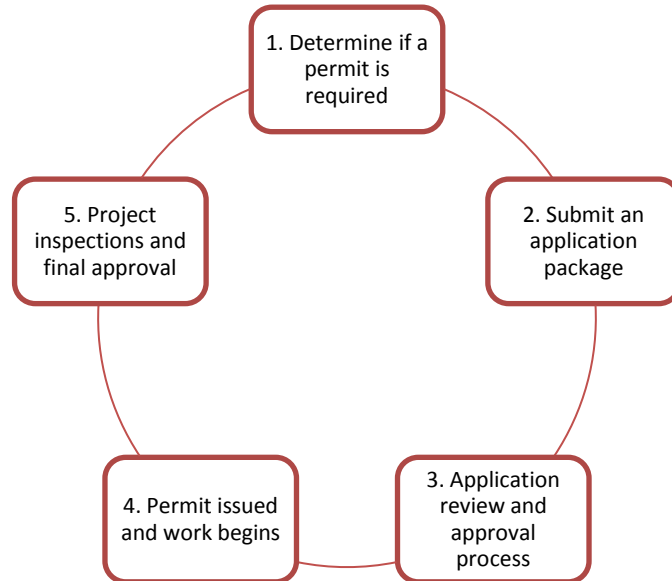 1. Determine if a
permit is
required
2. Submit an
application
package
3. Application
review and
approval
process
4. Permit issued
and work begins
5. Project
inspections and
final approval